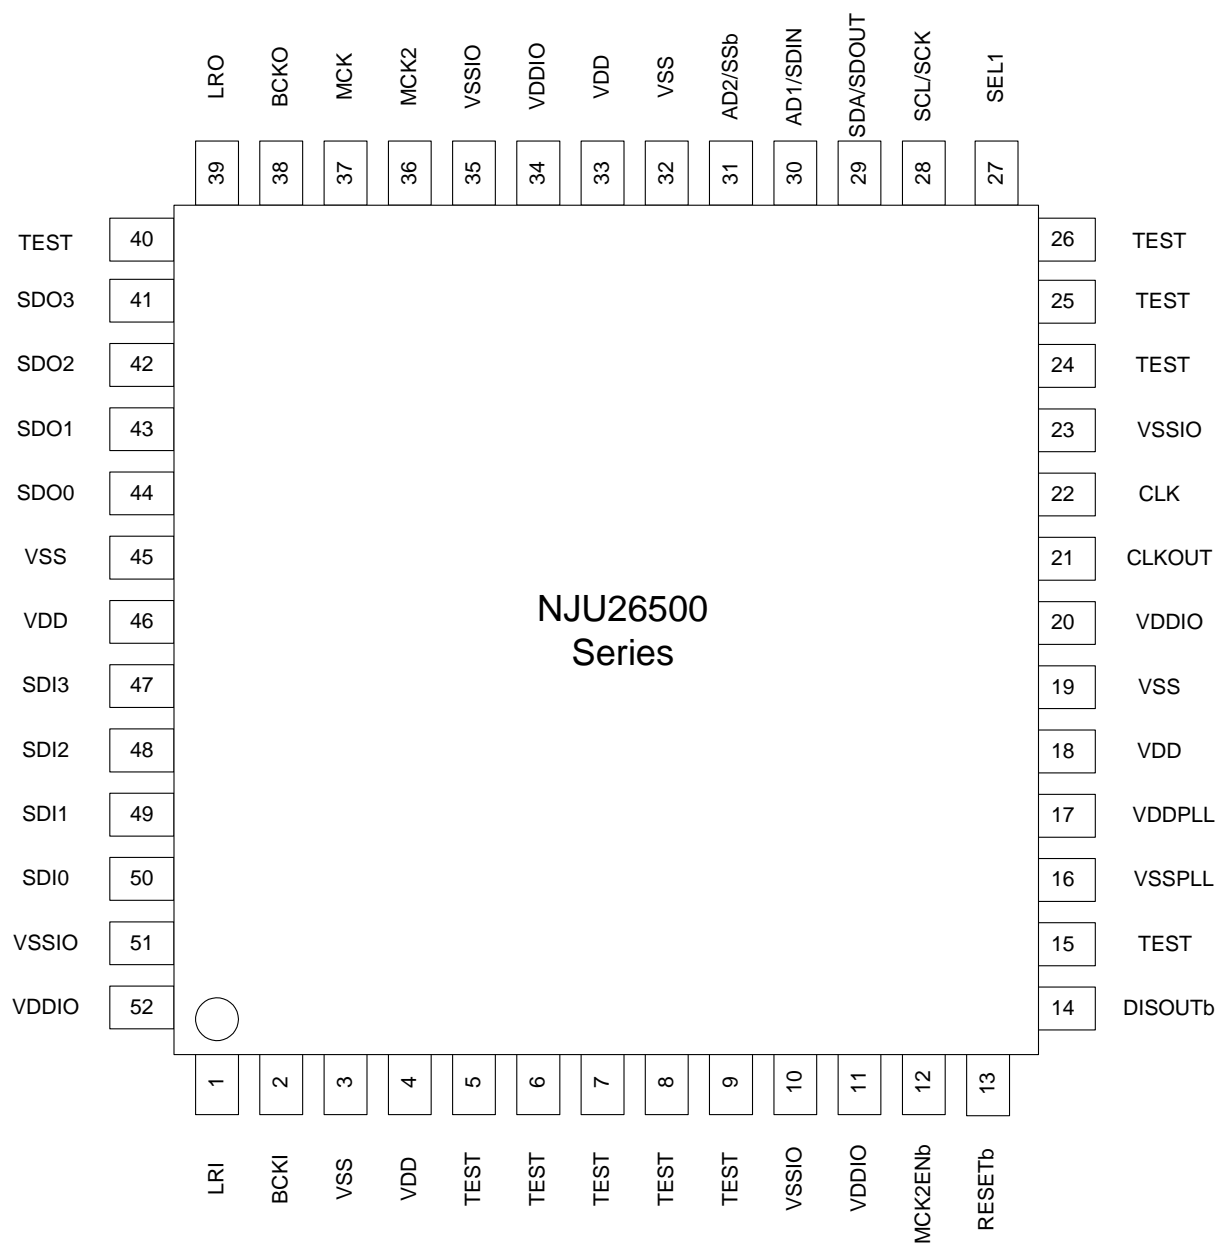 LRO
BCKO
MCK
MCK2
VSSIO
VDDIO
VDD
VSS
AD2/SSb
AD1/SDIN
SDA/SDOUT
SCL/SCK
SEL1
39
38
37
36
35
34
33
32
31
30
29
28
27
TEST 40
26 TEST
SDO3 41
25 TEST
SDO2 42
24 TEST
SDO1 43
23 VSSIO
SDO0 44
22 CLK
VSS 45
21 CLKOUT
NJU26500
Series
VDD 46
20 VDDIO
SDI3 47
19 VSS
SDI2 48
18 VDD
SDI1 49
17 VDDPLL
SDI0 50
16 VSSPLL
VSSIO 51
15 TEST
VDDIO 52
14 DISOUTb
1
2
3
4
5
6
7
8
9
10
11
12
13
LRI
BCKI
VSS
VDD
TEST
TEST
TEST
TEST
TEST
VSSIO
VDDIO
MCK2ENb
RESETb